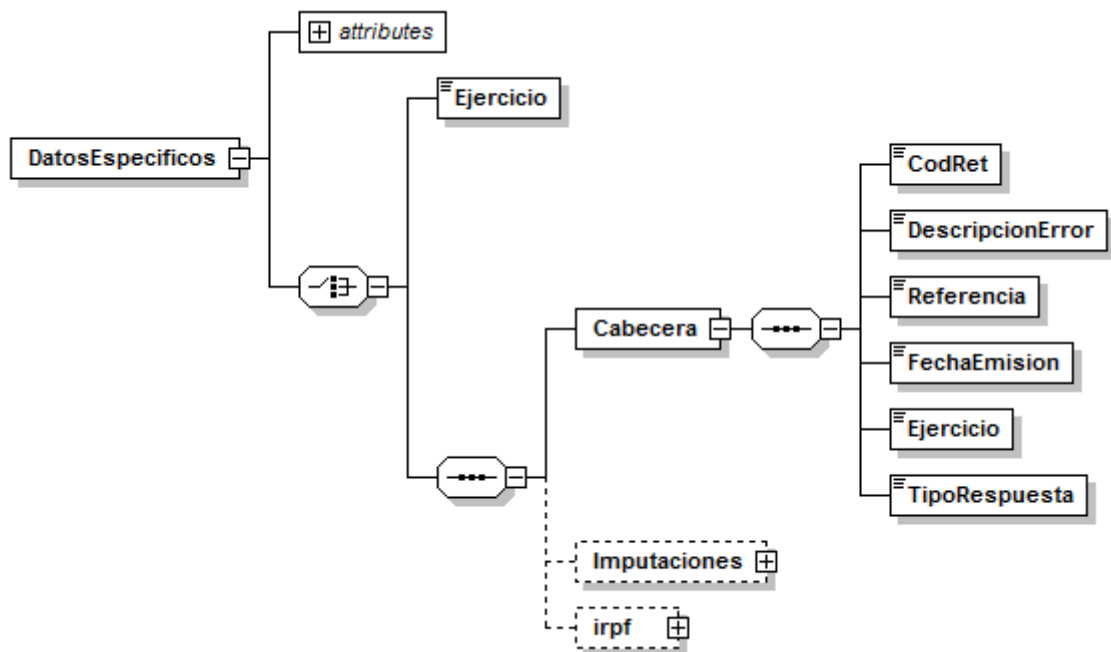 attributes
Ejercicio
DatosEspecificos
CodRet
DescripcionError
Referencia
Cabecera
FechaEmision
Ejercicio
TipoRespuesta
Imputaciones
irpf